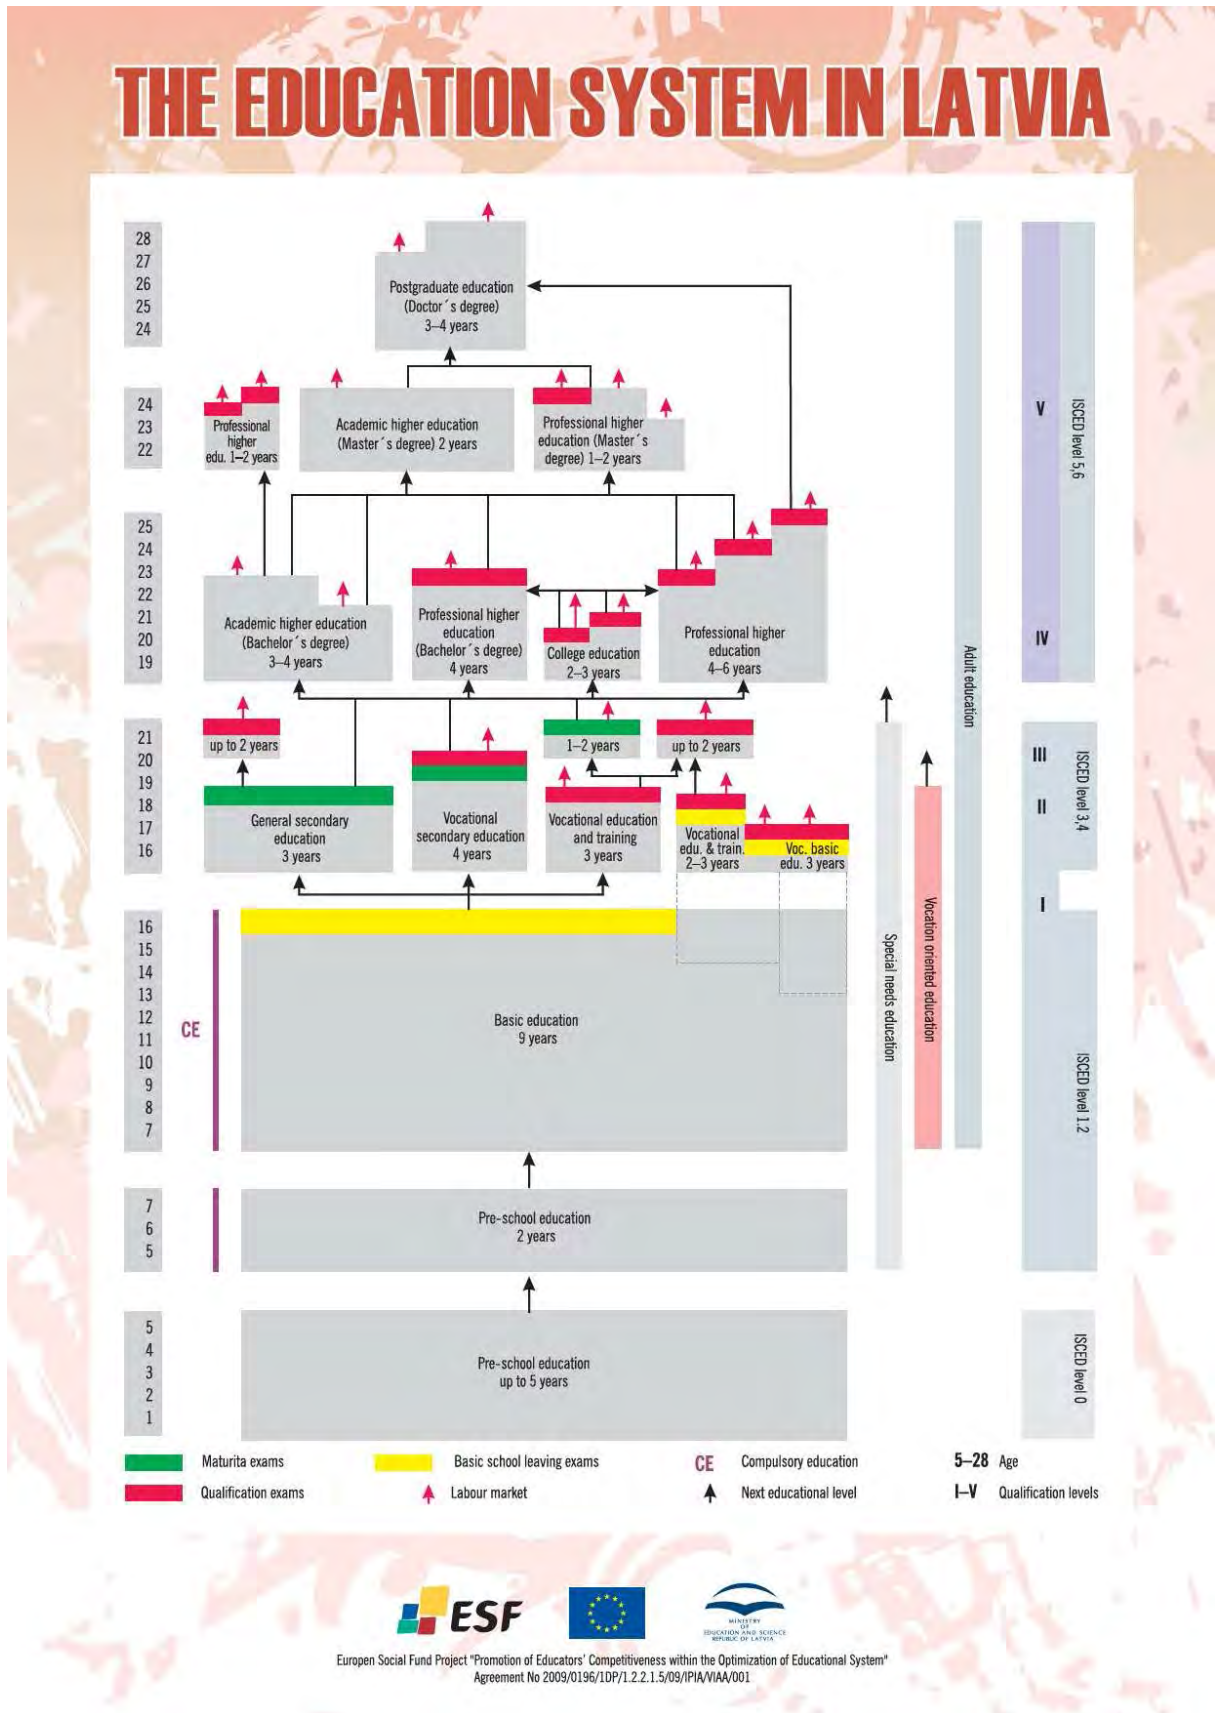 THE EDUCATION SYSTEM IN LATVIA
28
27
26
25
24
Postgraduate education
(Doctor´s degree)
3–4 years
24
23
22
Professional
higher
edu. 1–2 years
Academic higher education
(Master´s degree) 2 years
Professional higher
education (Master´s
degree) 1–2 years
25
24
23
22
21
20
19
Academic higher education
(Bachelor´s degree)
3–4 years
Professional higher
education
(Bachelor´s degree)
4 years
College education
2–3 years
Professional higher
education
4–6 years
21
20
19
18
17
16
up to 2 years
1–2 years
up to 2 years
General secondary
education
3 years
Vocational
secondary education
4 years
Vocational education
and training
3 years
Vocational
edu. & train.
2–3 years
Voc. basic
edu. 3 years
16
15
14
13
12
11
10
9
8
7
CE
Basic education
9 years
7
6
5
Pre-school education
2 years
5
4
3
2
1
Pre-school education
up to 5 years
Special needs education
Vocation oriented education
Adult education
V
IV
III
II
I
ISCED level 5,6
ISCED level 3,4
ISCED level 1.2
ISCED level 0
Maturita exams
Basic school leaving exams
CE Compulsory education
5–28 Age
Qualification exams
Labour market
Next educational level
I–V Qualification levels
ESF
MINISTRY
OF
EDUCATION AND SCIENCE
REPUBLIC OF LATVIA
Europen Social Fund Project "Promotion of Educators' Competitiveness within the Optimization of Educational System"
Agreement No 2009/0196/1DP/1.2.2.1.5/09/IPIA/VIAA/001